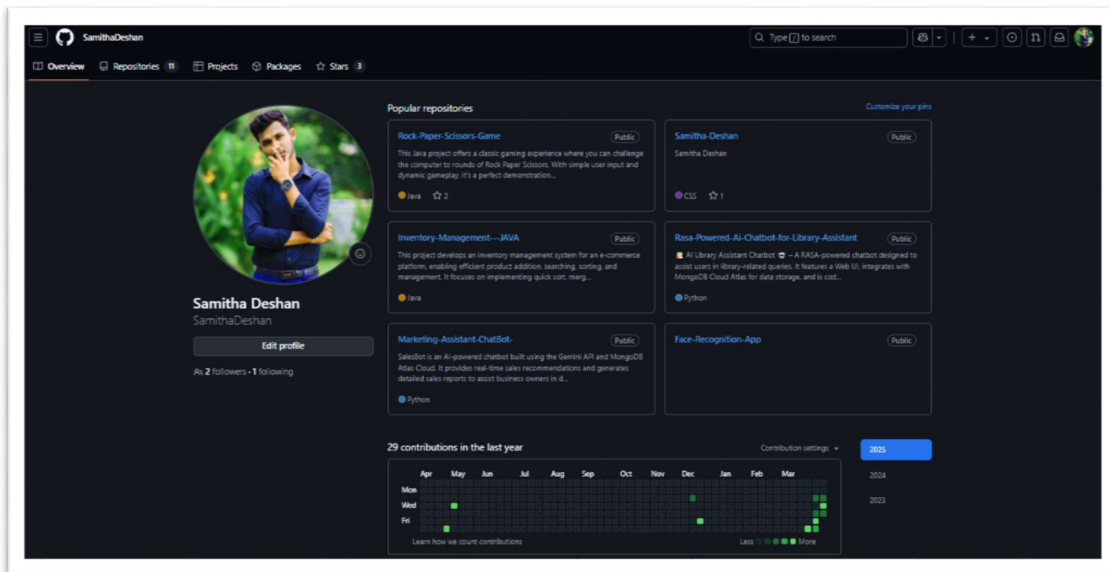 SamithaDeshan
Type / to search
Overview
Repositories 11
Projects
Packages
Stars 3
Popular repositories
Customize your pins
Rock-Paper-Scissors-Game
Public
This Java project offers a classic gaming experience where you can challenge
the computer to rounds of Rock Paper Scissors. With simple user input and
dynamic gameplay, it's a perfect demonstration...
Java 2
Samitha-Deshan
Public
Samitha Deshan
CSS 1
Inventory-Management---JAVA
Public
This project develops an inventory management system for an e-commerce
platform, enabling efficient product addition, searching, sorting, and
management. It focuses on implementing quick sort, merg...
Java
Rasa-Powered-Ai-Chatbot-for-Library-Assistant
Public
AI Library Assistant Chatbot – A RASA-powered chatbot designed to
assist users in library-related queries. It features a Web UI, integrates with
MongoDB Cloud Atlas for data storage, and is cod...
Python
Marketing-Assistant-ChatBot-
Public
SalesBot is an AI-powered chatbot built using the Gemini API and MongoDB
Atlas Cloud. It provides real-time sales recommendations and generates
detailed sales reports to assist business owners in d...
Python
Face-Recognition-App
Public
Samitha Deshan
SamithaDeshan
Edit profile
2 followers · 1 following
29 contributions in the last year
Contribution settings
2025
2024
2023
Apr May Jun Jul Aug Sep Oct Nov Dec Jan Feb Mar
Mon
Wed
Fri
Learn how we count contributions
Less More